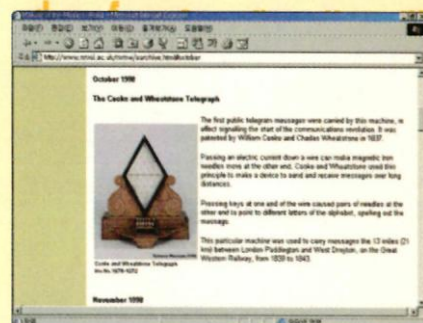 October 1998
The Cooke and Wheatstone Telegraph
The first public telegram messages were carried by this machine, in
effect signalling the start of the communications revolution. It was
patented by William Cooke and Charles Wheatstone in 1837.
Passing an electric current down a wire can make magnetic iron
needles move at the other end. Cooke and Wheatstone used this
principle to make a device to send and receive messages over long
distances.
Pressing keys at one end of the wire caused pairs of needles at the
other end to point to different letters of the alphabet, spelling out the
message.
This particular machine was used to carry messages the 13 miles (21
km) between London Paddington and West Drayton, on the Great
Western Railway, from 1839 to 1843.
Cooke and Wheatstone Telegraph
November 1998